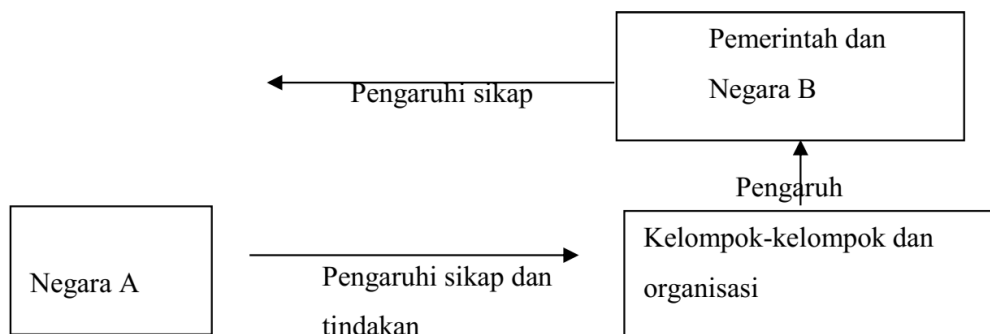 Pemerintah dan
Negara B
Pengaruhi sikap
Pengaruh
Negara A
Pengaruhi sikap dan
tindakan
Kelompok-kelompok dan
organisasi